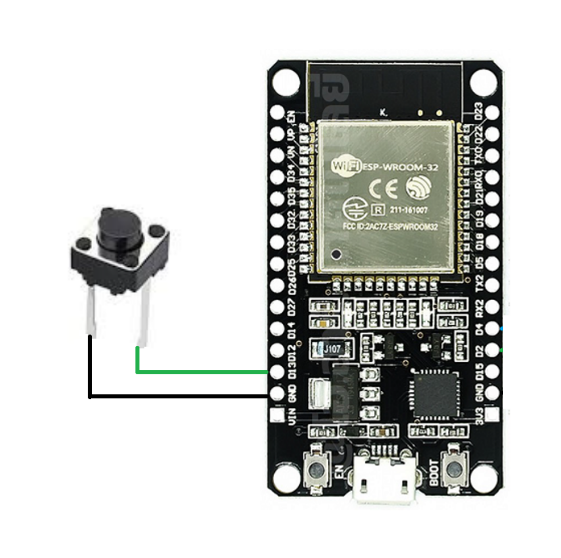 EN
VP
VN
D34
D35
D32
D33
D25
D26
D27
D14
D12
D13
GND
VIN
K.
WiFi ESP-WROOM-32
CE
R 211-161007
FCC ID:2AC7Z-ESPWROOM32
J107
EN
BOOT
D23
D22
TX0
RX0
D21
D19
D18
D5
TX2
RX2
D4
D2
D15
GND
3V3